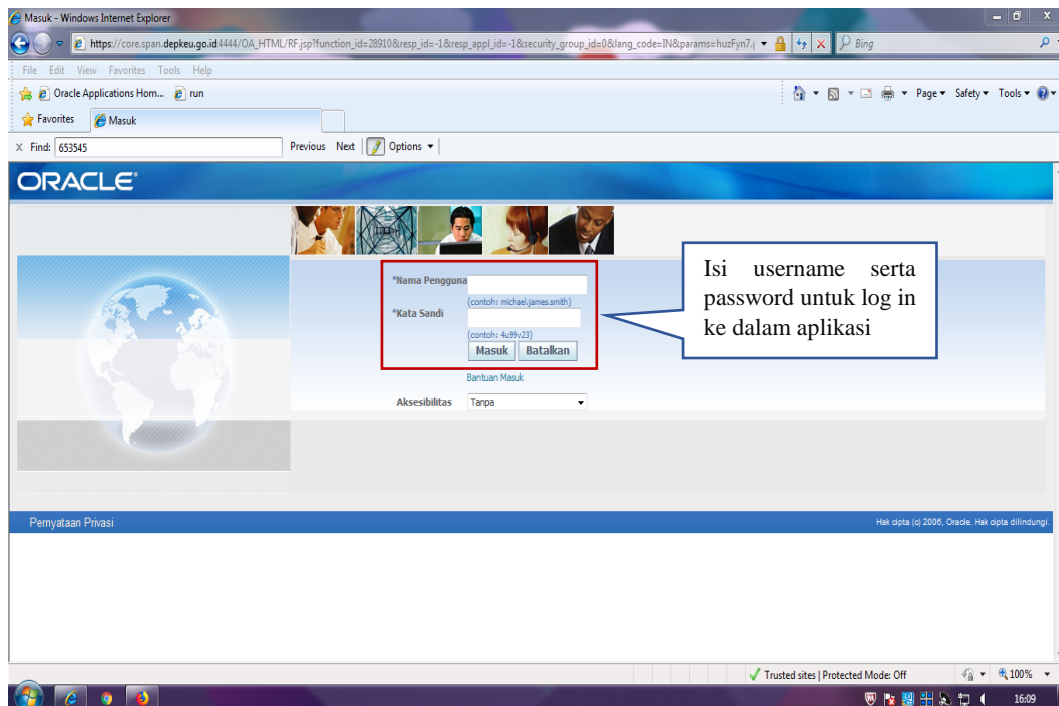 Masuk - Windows Internet Explorer
https://core.span.depkeu.go.id:4444/OA_HTML/RF.jsp?function_id=28910&resp_id=-1&resp_appl_id=-1&security_group_id=0&lang_code=IN&params=huzFyn7.j
Bing
File Edit View Favorites Tools Help
Oracle Applications Hom... run
Page Safety Tools
Favorites Masuk
X Find: 653545 Previous Next Options
ORACLE
*Nama Pengguna
(contoh: michael.james.smith)
*Kata Sandi
(contoh: 4u99v23)
Masuk Batalkan
Bantuan Masuk
Aksesibilitas Tanpa
Isi username serta
password untuk log in
ke dalam aplikasi
Pernyataan Privasi
Hak cipta (c) 2006, Oracle. Hak cipta dilindungi.
Trusted sites | Protected Mode: Off 100%
16:09